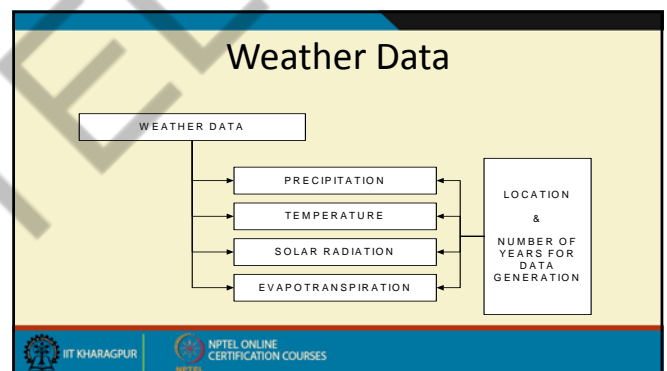 Weather Data
WEATHER DATA
PRECIPITATION
TEMPERATURE
SOLAR RADIATION
EVAPOTRANSPIRATION
LOCATION
&
NUMBER OF
YEARS FOR
DATA
GENERATION
IIT KHARAGPUR
NPTEL ONLINE
CERTIFICATION COURSES
NPTEL